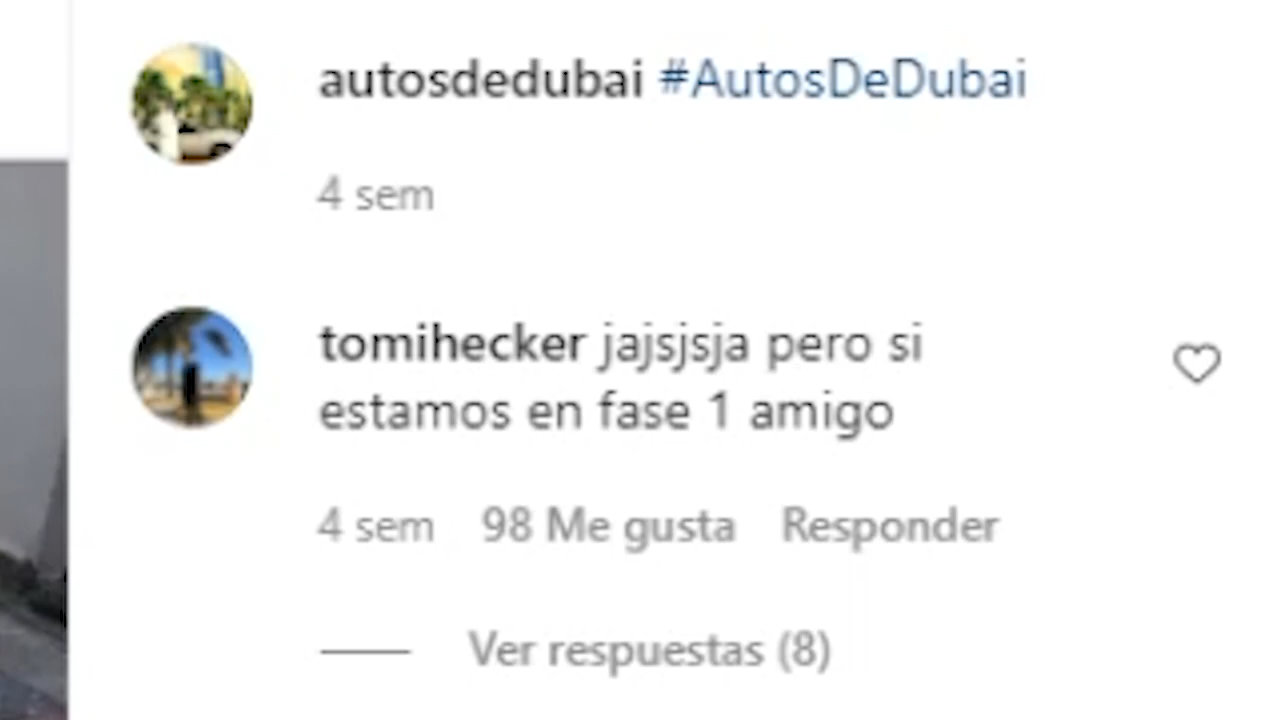 autosdedubai #AutosDeDubai
4 sem
tomihecker jajsjsja pero si
estamos en fase 1 amigo
4 sem 98 Me gusta Responder
Ver respuestas (8)